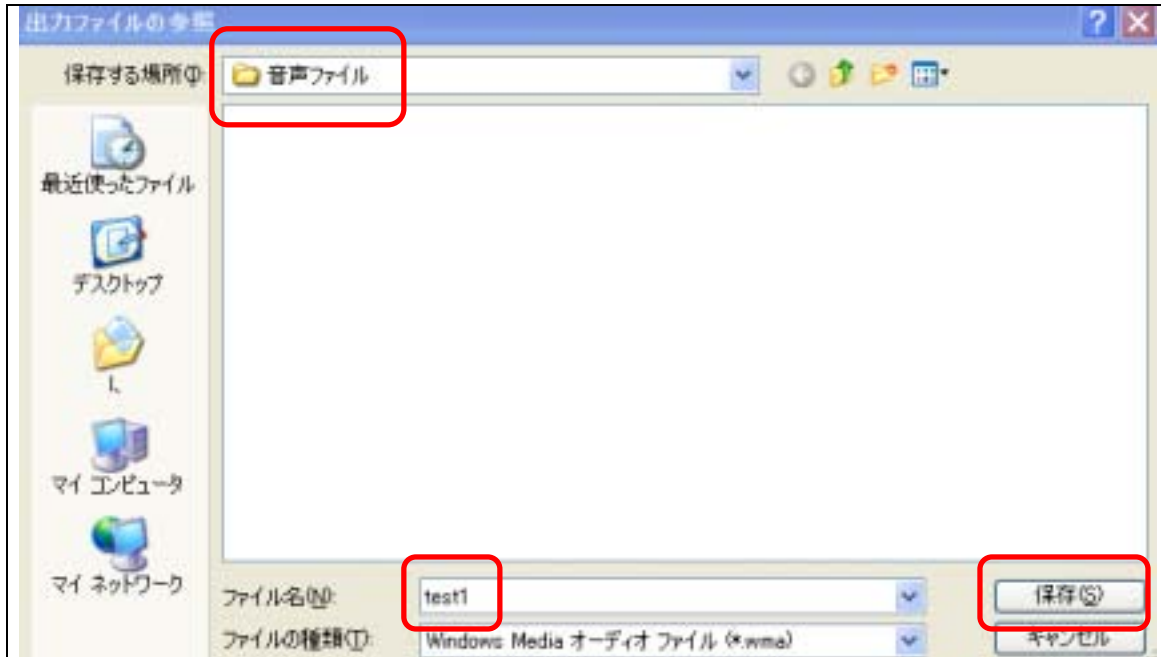 出力ファイルの参照
保存する場所(I):
音声ファイル
最近使ったファイル
デスクトップ
マイ コンピュータ
マイ ネットワーク
ファイル名(N):
test1
保存(S)
ファイルの種類(T):
Windows Media オーディオ ファイル (*.wma)
キャンセル